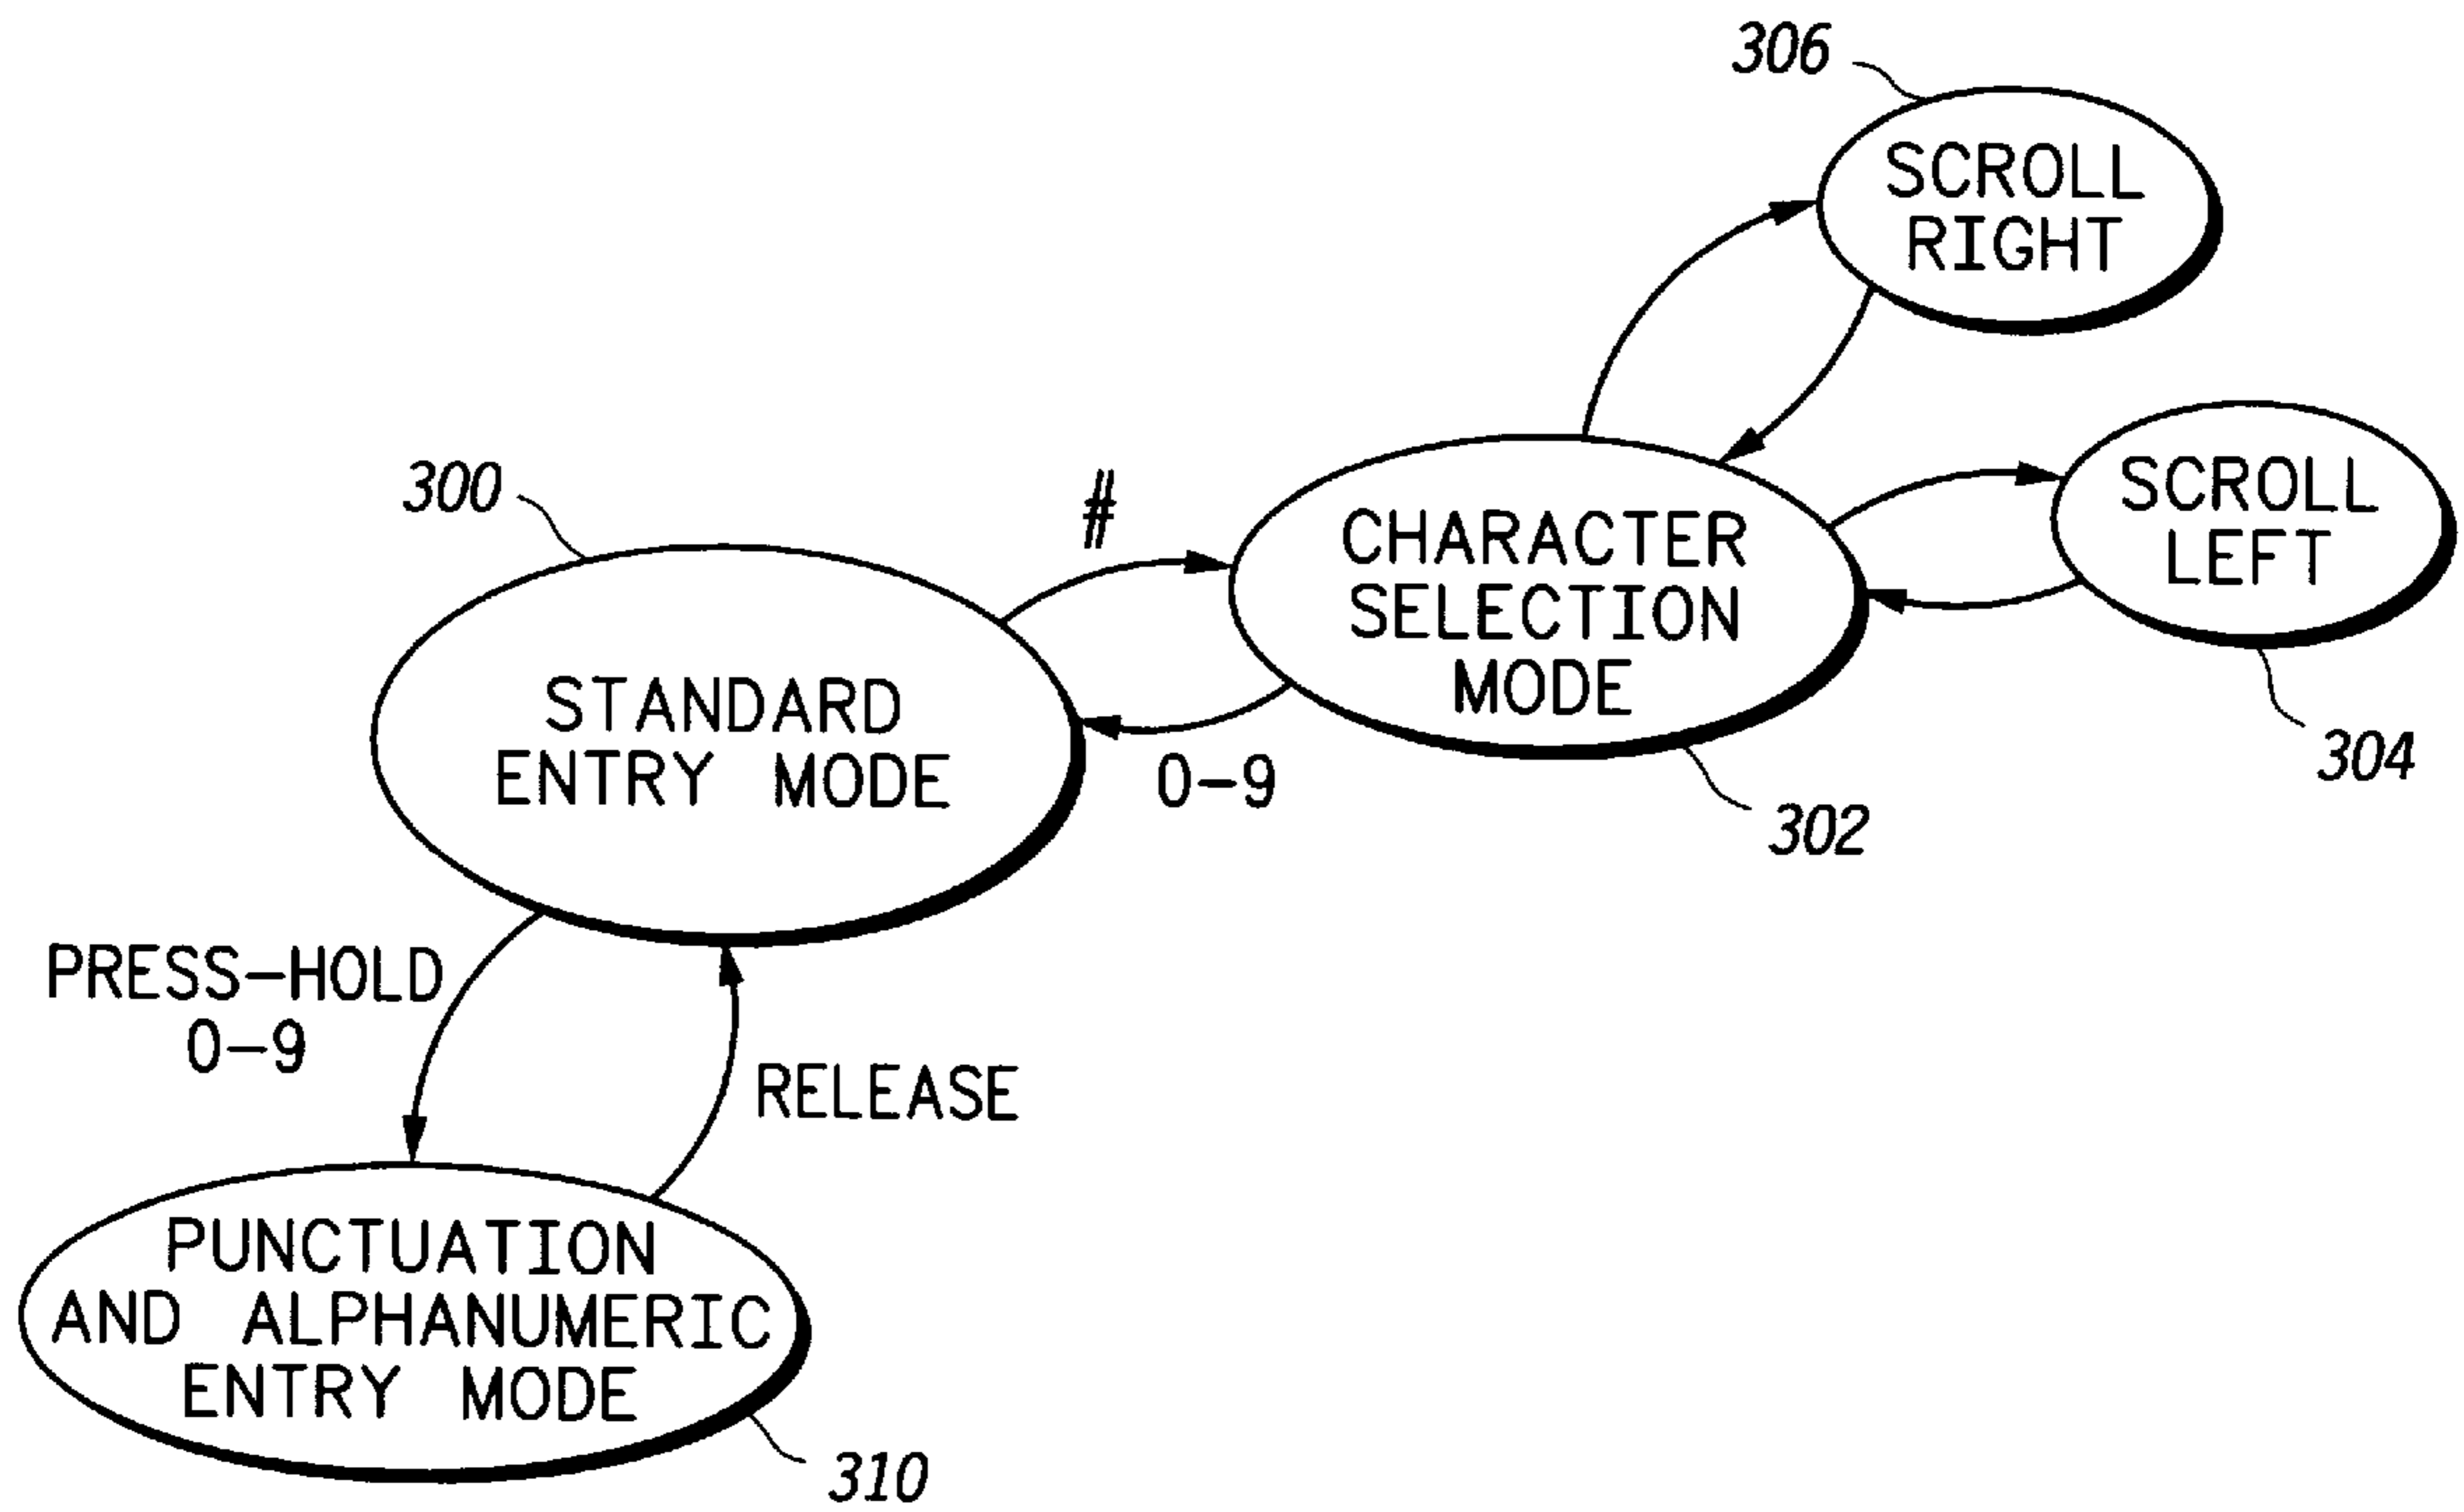 306
SCROLL
RIGHT
300
#
CHARACTER
SELECTION
MODE
SCROLL
LEFT
STANDARD
ENTRY MODE
0–9
302
304
PRESS–HOLD
0–9
RELEASE
PUNCTUATION
AND ALPHANUMERIC
ENTRY MODE
310